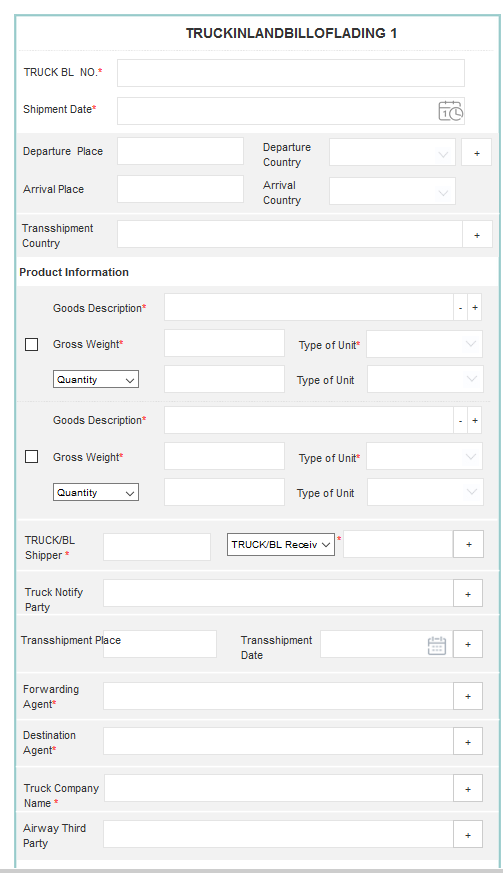 TRUCKINLANDBILLOFLADING 1
TRUCK BL NO.*
Shipment Date*
Departure Place
Departure
Country
+
Arrival Place
Arrival
Country
Transshipment
Country
+
Product Information
Goods Description*
- +
Gross Weight*
Type of Unit*
Quantity
Type of Unit
Goods Description*
- +
Gross Weight*
Type of Unit*
Quantity
Type of Unit
TRUCK/BL
Shipper *
TRUCK/BL Receiv
*
+
Truck Notify
Party
+
Transshipment Place
Transshipment
Date
+
Forwarding
Agent*
+
Destination
Agent*
+
Truck Company
Name *
+
Airway Third
Party
+